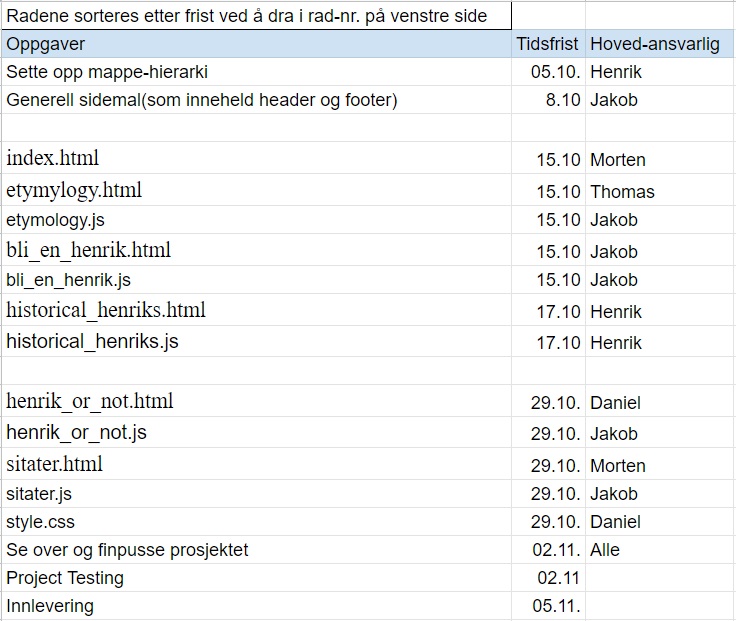 Radene sorteres etter frist ved å dra i rad-nr. på venstre side
Oppgaver Tidsfrist Hoved-ansvarlig
Sette opp mappe-hierarki 05.10. Henrik
Generell sidemal(som inneheld header og footer) 8.10 Jakob
index.html 15.10 Morten
etymylogy.html 15.10 Thomas
etymology.js 15.10 Jakob
bli_en_henrik.html 15.10 Jakob
bli_en_henrik.js 15.10 Jakob
historical_henriks.html 17.10 Henrik
historical_henriks.js 17.10 Henrik
henrik_or_not.html 29.10. Daniel
henrik_or_not.js 29.10. Jakob
sitater.html 29.10. Morten
sitater.js 29.10. Jakob
style.css 29.10. Daniel
Se over og finpusse prosjektet 02.11. Alle
Project Testing 02.11
Innlevering 05.11.